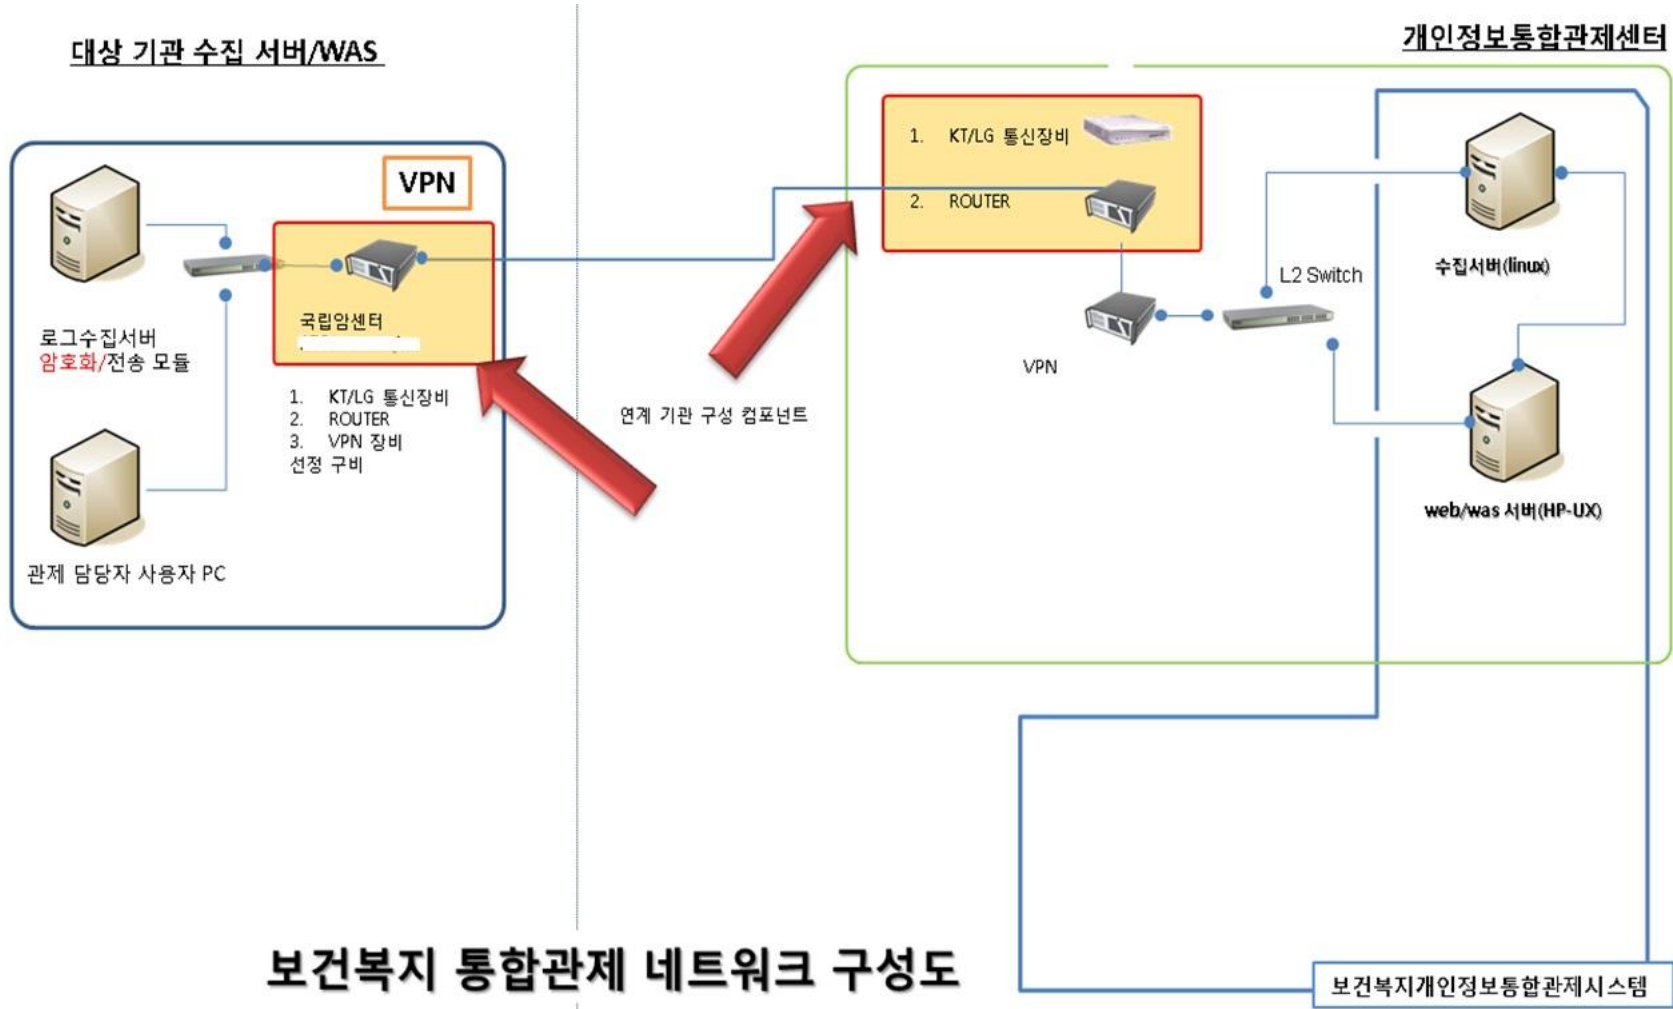 대상 기관 수집 서버/WAS
개인정보통합관제센터
VPN
국립암센터
로그수집서버
암호화/전송 모듈
1. KT/LG 통신장비
2. ROUTER
3. VPN 장비
선정 구비
관제 담당자 사용자 PC
연계 기관 구성 컴포넌트
1. KT/LG 통신장비
2. ROUTER
VPN
L2 Switch
수집서버(linux)
web/was 서버(HP-UX)
보건복지 통합관제 네트워크 구성도
보건복지개인정보통합관제시스템